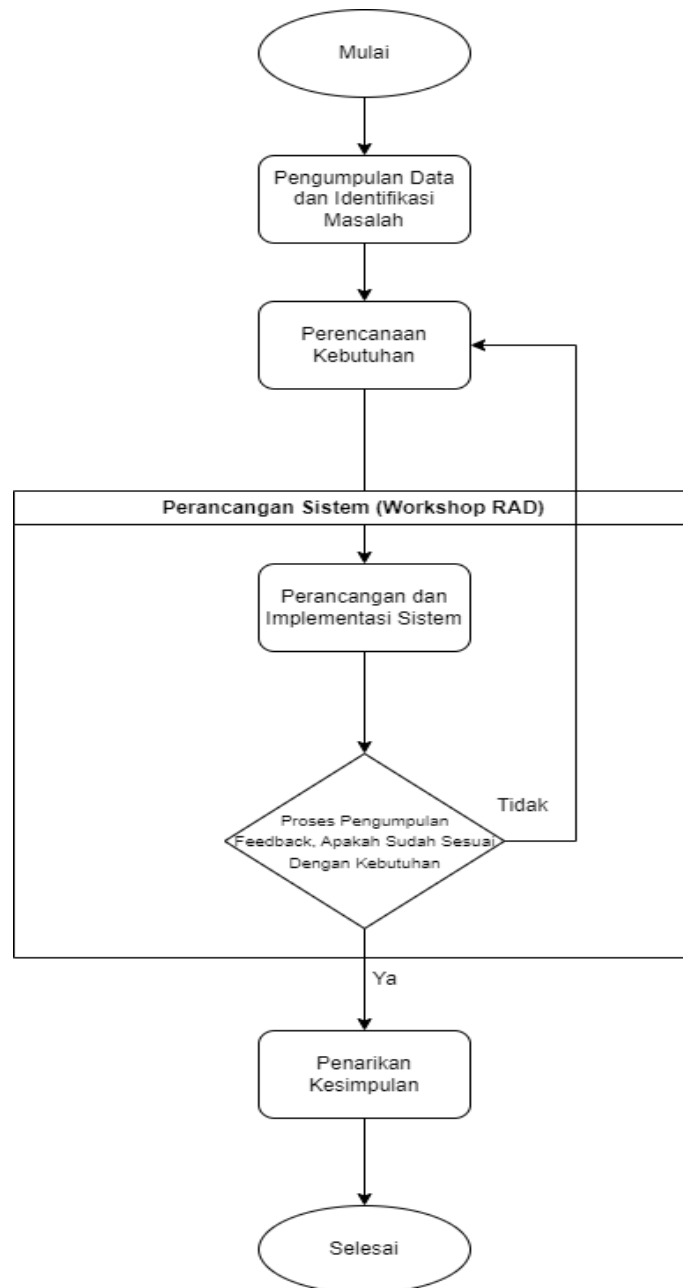 Mulai
Pengumpulan Data
dan Identifikasi
Masalah
Perencanaan
Kebutuhan
Perancangan Sistem (Workshop RAD)
Perancangan dan
Implementasi Sistem
Tidak
Proses Pengumpulan
Feedback, Apakah Sudah Sesuai
Dengan Kebutuhan
Ya
Penarikan
Kesimpulan
Selesai